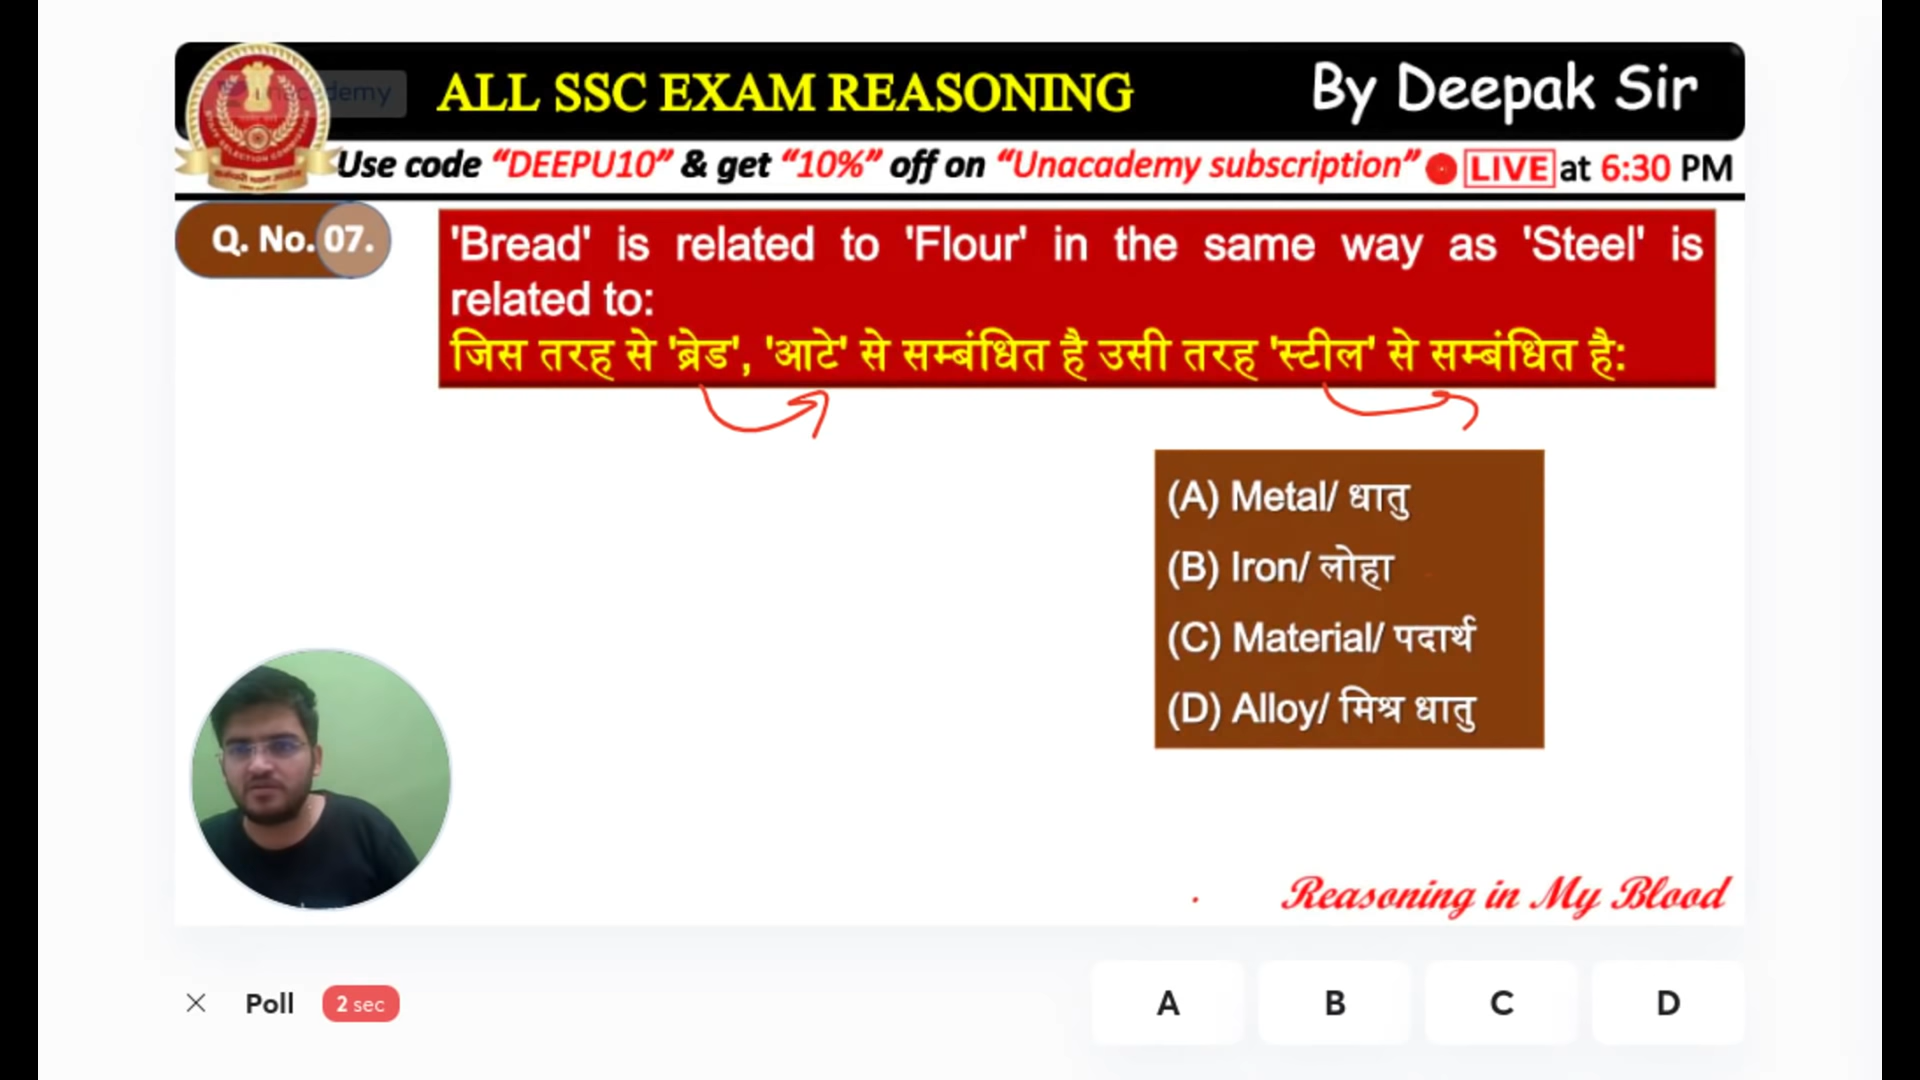 ALL SSC EXAM REASONING
By Deepak Sir
Use code “DEEPU10” & get “10%” off on “Unacademy subscription” LIVE at 6:30 PM
Q. No. 07.
'Bread' is related to 'Flour' in the same way as 'Steel' is
related to:
जिस तरह से 'ब्रेड', 'आटे' से सम्बंधित है उसी तरह 'स्टील' से सम्बंधित है:
(A) Metal/ धातु
(B) Iron/ लोहा
(C) Material/ पदार्थ
(D) Alloy/ मिश्र धातु
Reasoning in My Blood
Poll 2 sec
A B C D